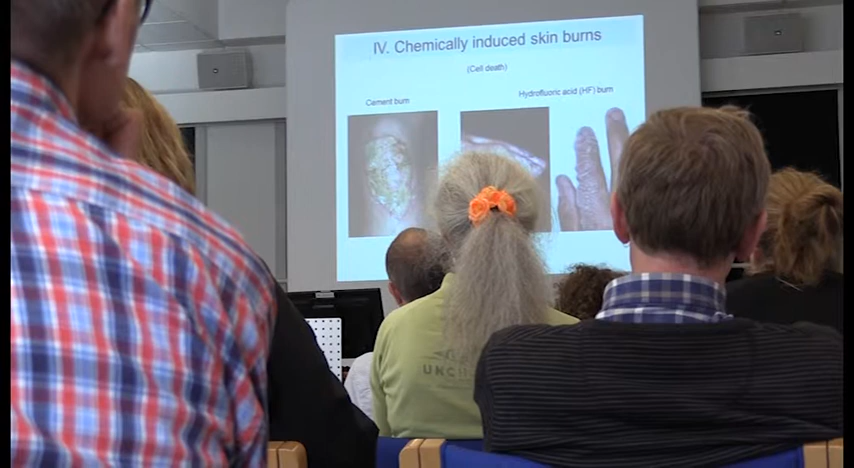 IV. Chemically induced skin burns
(Cell death)
Cement burn
Hydrofluoric acid (HF) burn